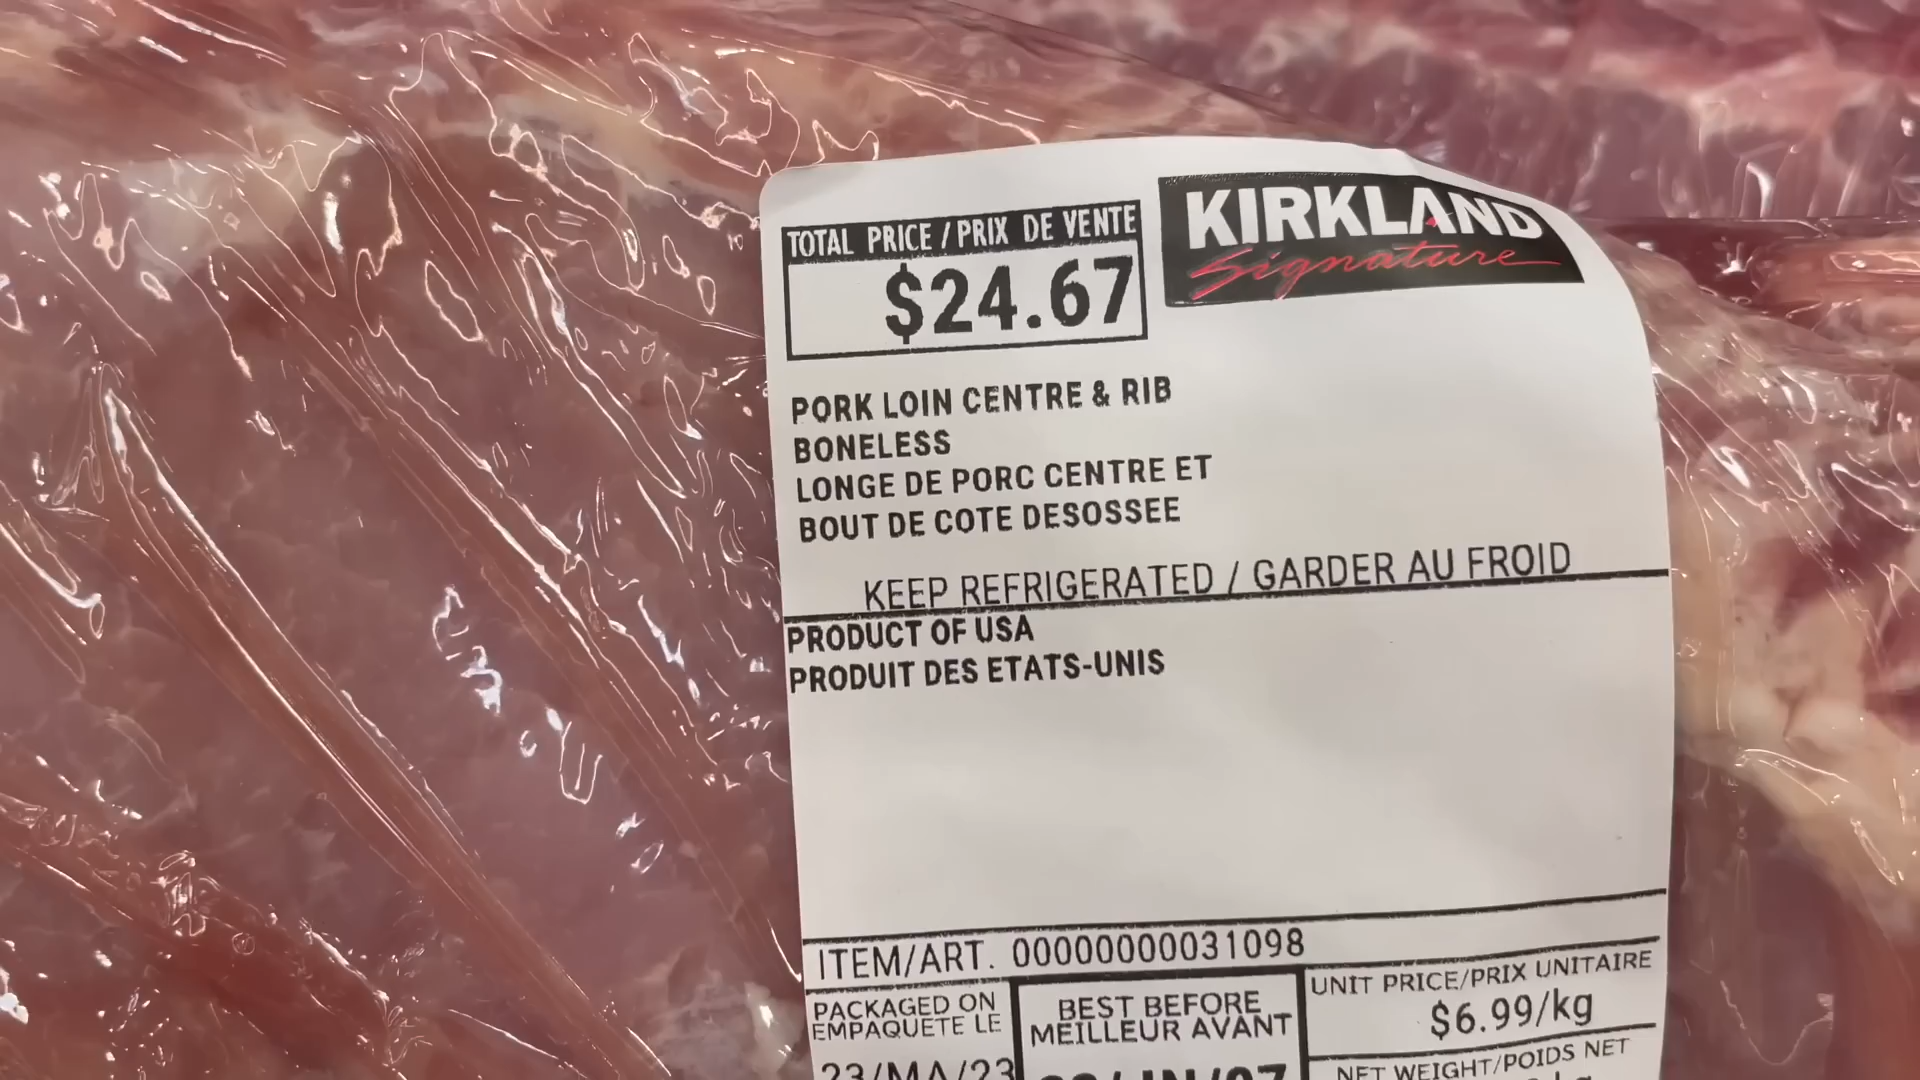 TOTAL PRICE / PRIX DE VENTE
$24.67
KIRKLAND
Signature
PORK LOIN CENTRE & RIB
BONELESS
LONGE DE PORC CENTRE ET
BOUT DE COTE DESOSSEE
KEEP REFRIGERATED / GARDER AU FROID
PRODUCT OF USA
PRODUIT DES ETATS-UNIS
ITEM/ART. 00000000031098
PACKAGED ON
EMPAQUETE LE
23/MA/23
BEST BEFORE
MEILLEUR AVANT
UNIT PRICE/PRIX UNITAIRE
$6.99/kg
NET WEIGHT/POIDS NET